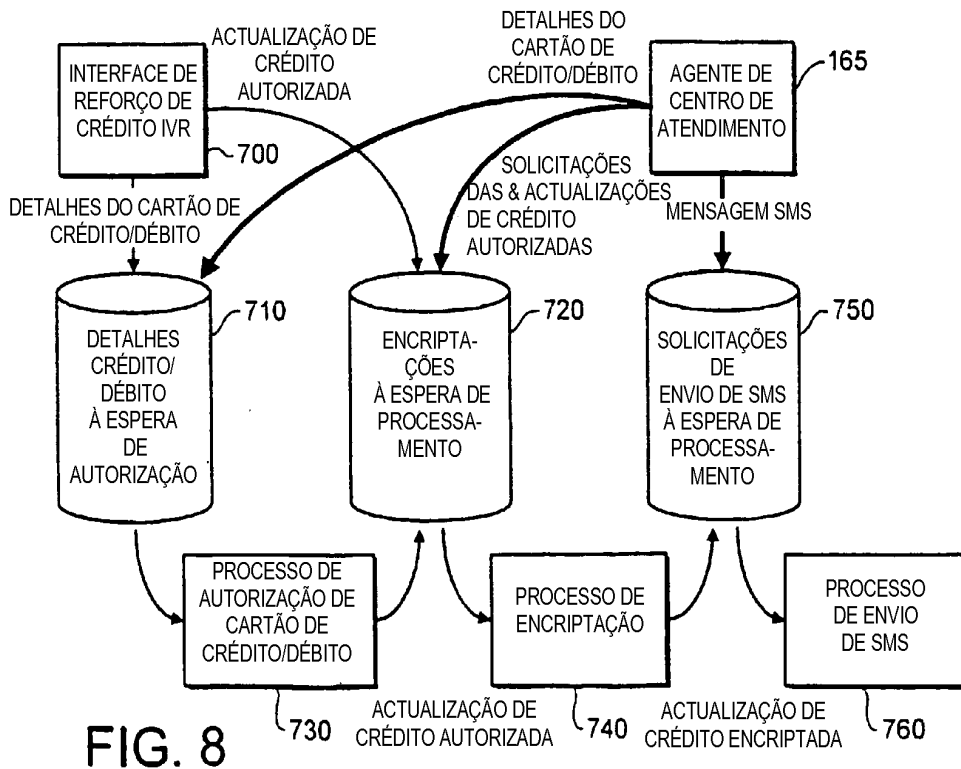 ACTUALIZAÇÃO DE
CRÉDITO
AUTORIZADA
DETALHES DO
CARTÃO DE
CRÉDITO/DÉBITO
INTERFACE DE
REFORÇO DE
CRÉDITO IVR
700
AGENTE DE
CENTRO DE
ATENDIMENTO
165
DETALHES DO CARTÃO DE
CRÉDITO/DÉBITO
SOLICITAÇÕES
DAS & ACTUALIZAÇÕES
DE CRÉDITO
AUTORIZADAS
MENSAGEM SMS
DETALHES
CRÉDITO/
DÉBITO
À ESPERA
DE
AUTORIZAÇÃO
710
ENCRIPTA-
ÇÕES
À ESPERA DE
PROCESSA-
MENTO
720
SOLICITAÇÕES
DE
ENVIO DE SMS
À ESPERA DE
PROCESSA-
MENTO
750
PROCESSO DE
AUTORIZAÇÃO DE
CARTÃO DE
CRÉDITO/DÉBITO
730
PROCESSO DE
ENCRIPTAÇÃO
740
PROCESSO
DE ENVIO
DE SMS
760
ACTUALIZAÇÃO DE
CRÉDITO AUTORIZADA
ACTUALIZAÇÃO DE
CRÉDITO ENCRIPTADA
FIG. 8